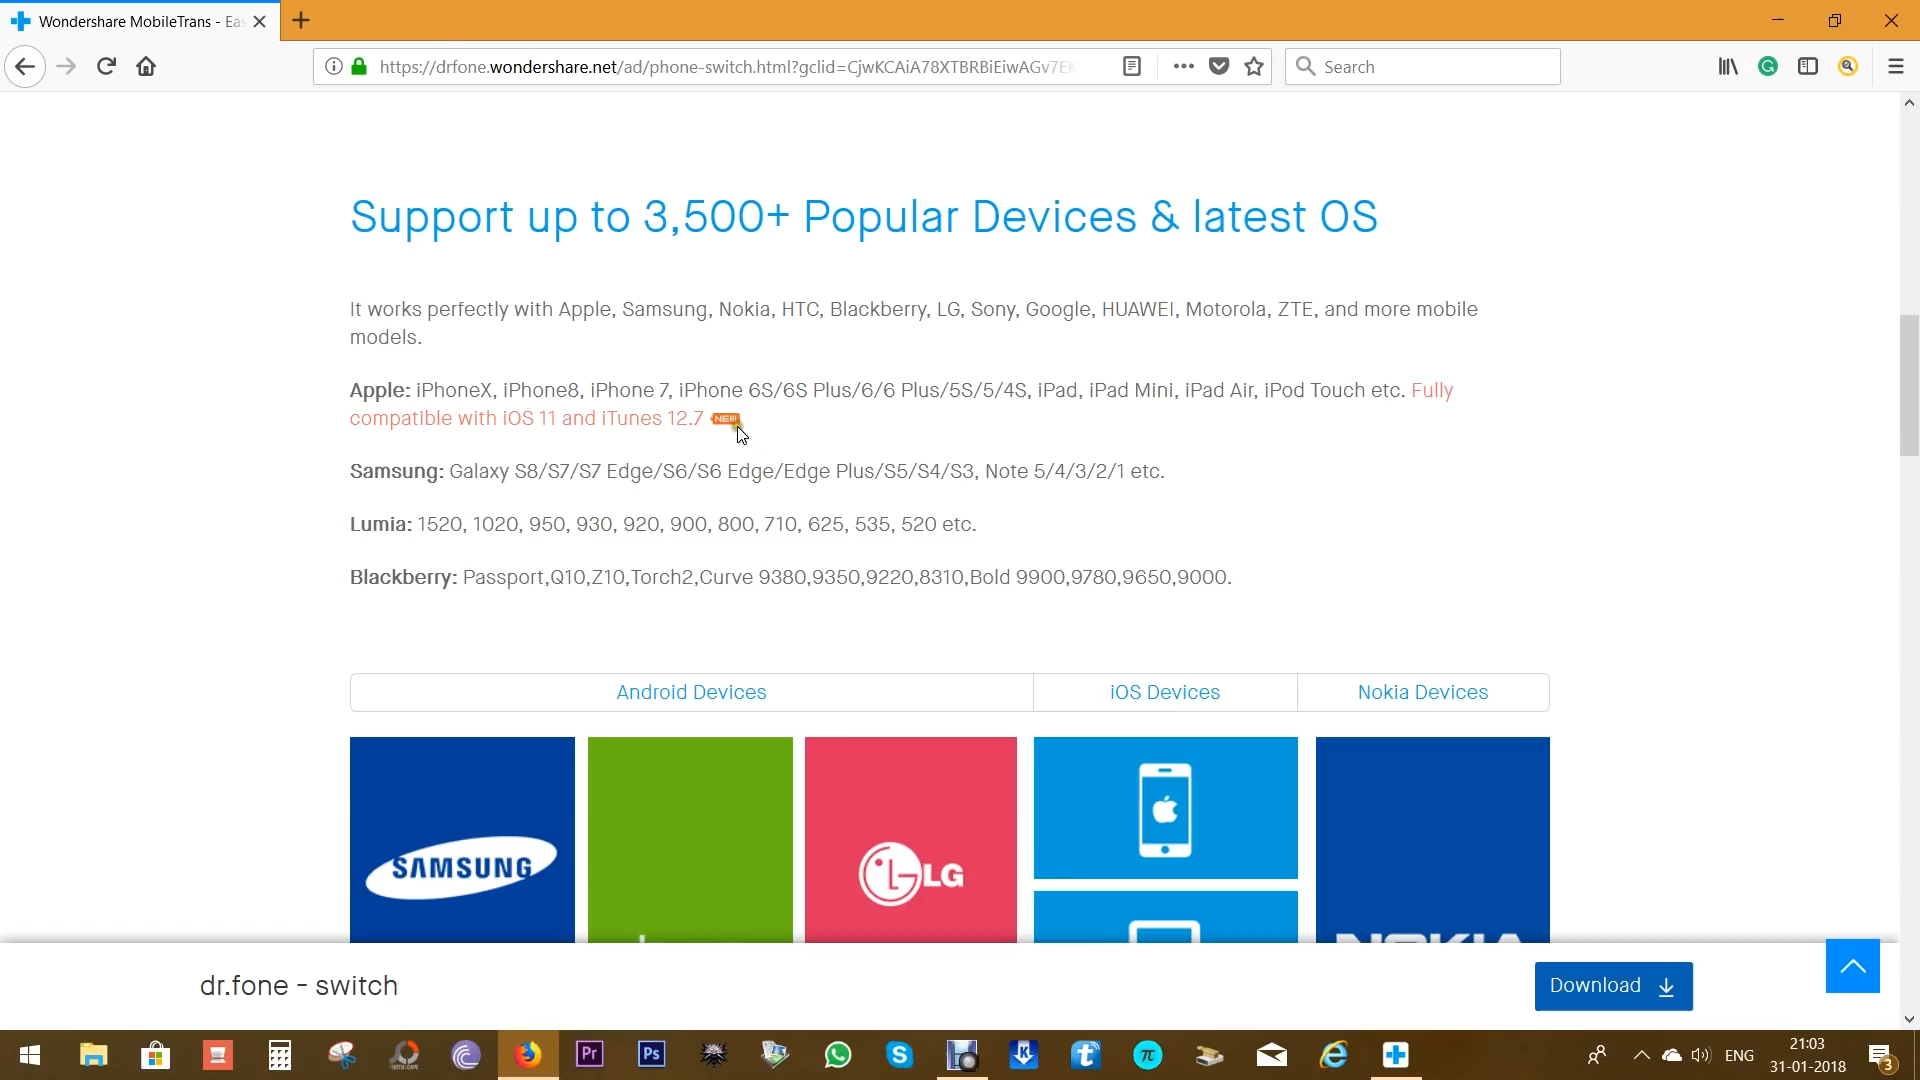 Wondershare MobileTrans - Eas
https://drfone.wondershare.net/ad/phone-switch.html?gclid=CjwKCAiA78XTBRBiEiwAGv7EK
Search
Support up to 3,500+ Popular Devices & latest OS
It works perfectly with Apple, Samsung, Nokia, HTC, Blackberry, LG, Sony, Google, HUAWEI, Motorola, ZTE, and more mobile
models.
Apple: iPhoneX, iPhone8, iPhone 7, iPhone 6S/6S Plus/6/6 Plus/5S/5/4S, iPad, iPad Mini, iPad Air, iPod Touch etc. Fully
compatible with iOS 11 and iTunes 12.7 NEW
Samsung: Galaxy S8/S7/S7 Edge/S6/S6 Edge/Edge Plus/S5/S4/S3, Note 5/4/3/2/1 etc.
Lumia: 1520, 1020, 950, 930, 920, 900, 800, 710, 625, 535, 520 etc.
Blackberry: Passport,Q10,Z10,Torch2,Curve 9380,9350,9220,8310,Bold 9900,9780,9650,9000.
Android Devices
iOS Devices
Nokia Devices
SAMSUNG
LG
NOKIA
dr.fone - switch
Download
Pr
Ps
ENG
21:03
31-01-2018
3